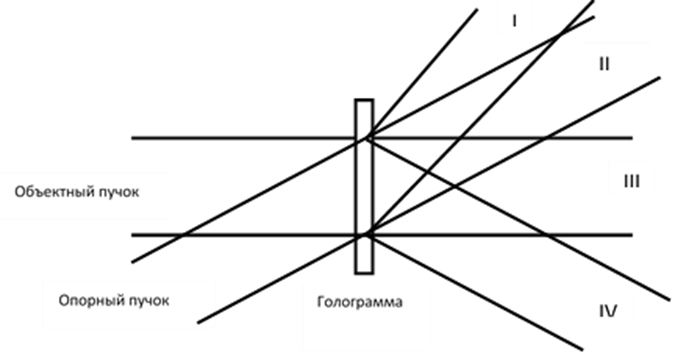 I
II
Объектный пучок
III
Опорный пучок
Голограмма
IV